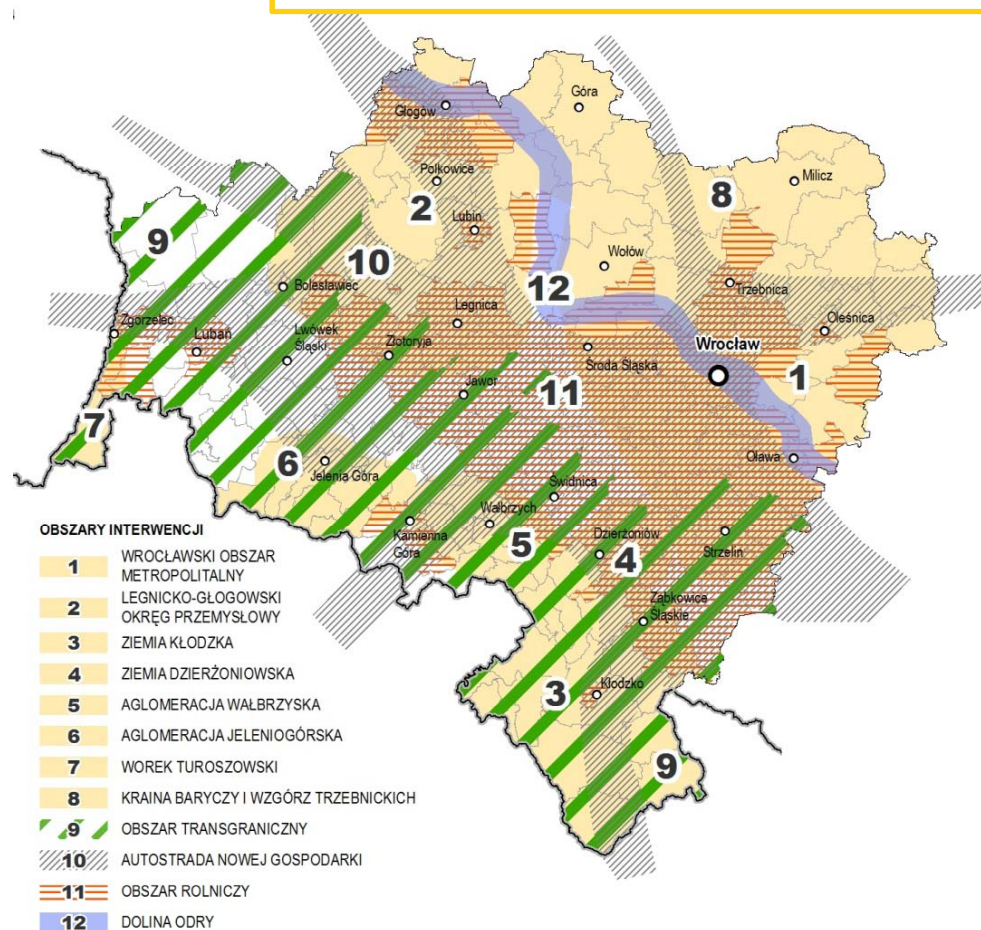 Góra
Głogów
Milicz
Polkowice
8
2
Lubin
9
Wołów
10
Bolesławiec
12
Trzebnica
Legnica
Oleśnica
Zgorzelec
Lubań
Lwówek
Śląski
Złotoryja
Środa Śląska
Wrocław
1
Jawor
11
7
6
Jelenia Góra
Oława
Świdnica
Wałbrzych
Kamienna
Góra
5
Dzierżoniów
4
Strzelin
Ząbkowice
Śląskie
3
Kłodzko
9
OBSZARY INTERWENCJI
1 WROCŁAWSKI OBSZAR
METROPOLITALNY
2 LEGNICKO-GŁOGOWSKI
OKRĘG PRZEMYSŁOWY
3 ZIEMIA KŁODZKA
4 ZIEMIA DZIERŻONIOWSKA
5 AGLOMERACJA WAŁBRZYSKA
6 AGLOMERACJA JELENIOGÓRSKA
7 WOREK TUROSZOWSKI
8 KRAINA BARYCZY I WZGÓRZ TRZEBNICKICH
9 OBSZAR TRANSGRANICZNY
10 AUTOSTRADA NOWEJ GOSPODARKI
11 OBSZAR ROLNICZY
12 DOLINA ODRY